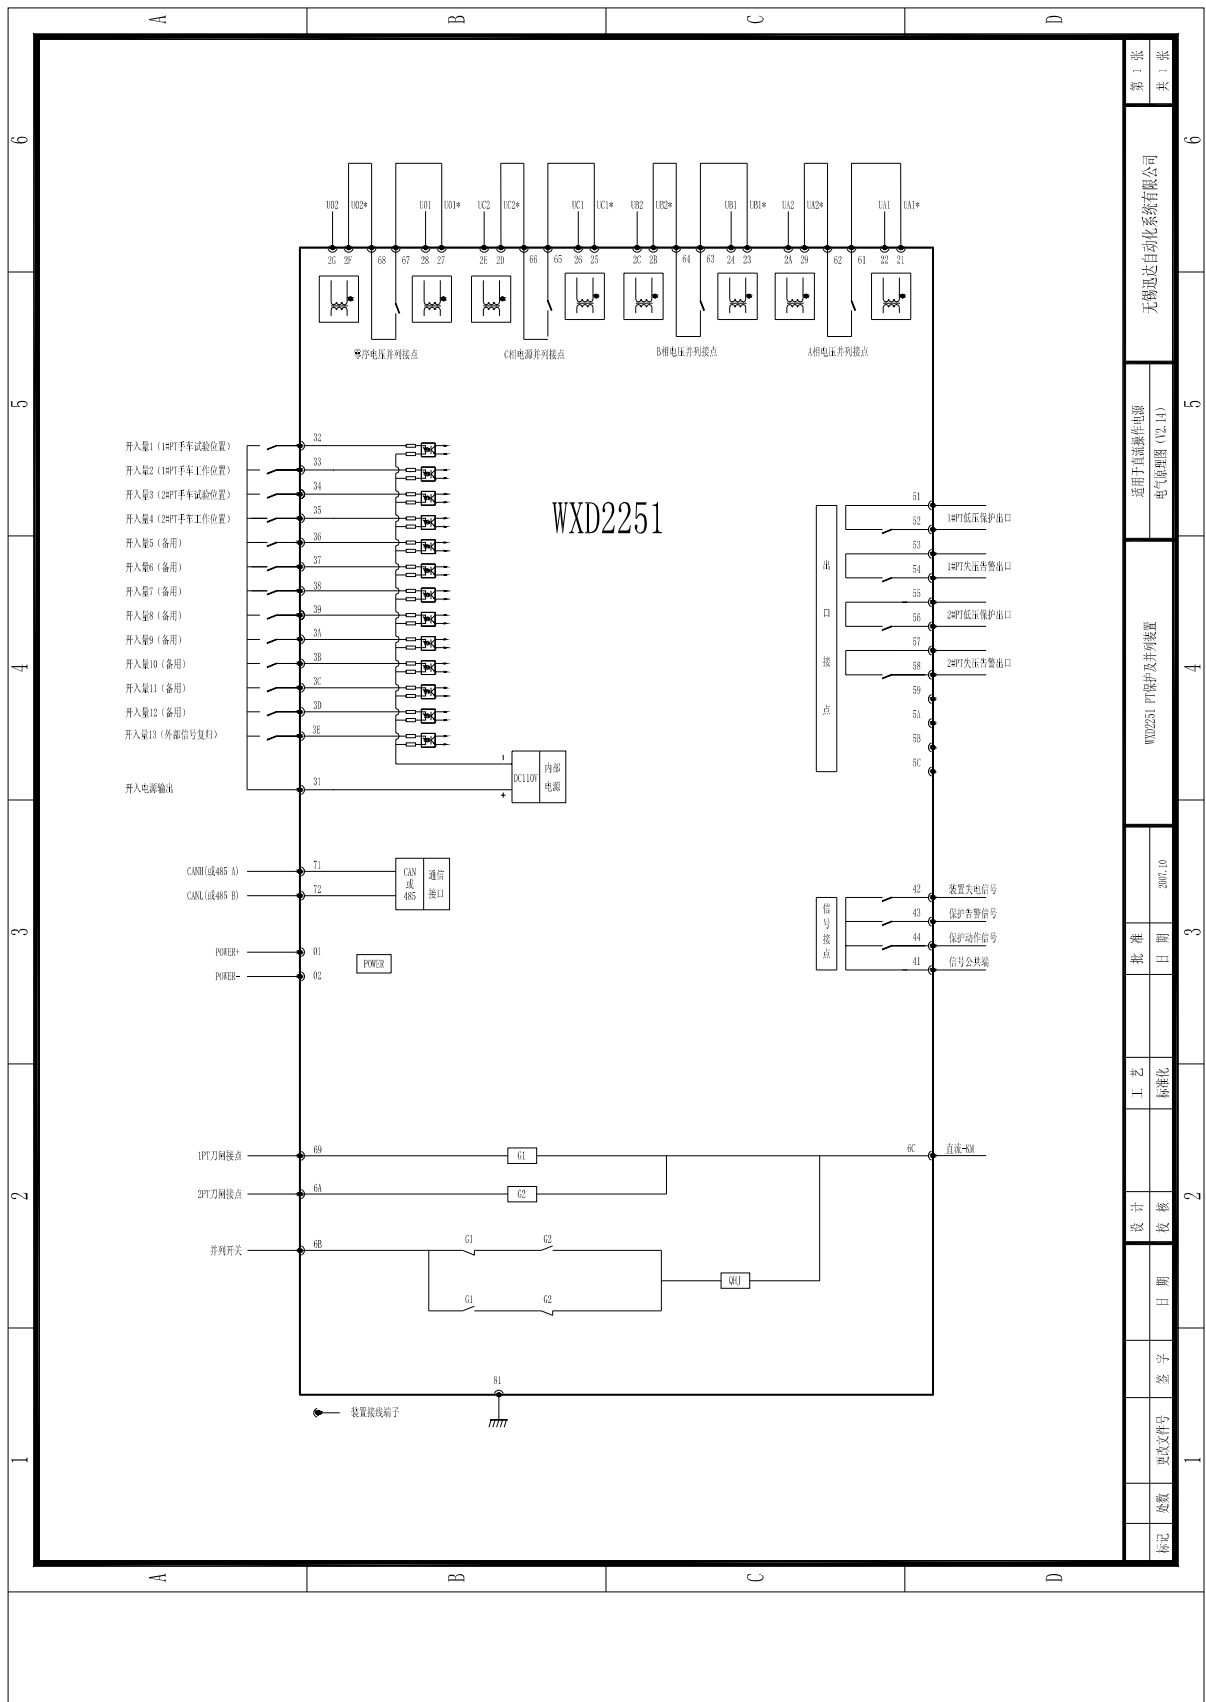 A B C D
6 6
5 5
4 4
3 3
2 2
1 1
A B C D
U02 U02* U01 U01* UC2 UC2* UC1 UC1* UB2 UB2* UB1 UB1* UA2 UA2* UA1 UA1*
2G 2F 68 67 28 27 2E 2D 66 65 26 25 2C 2B 64 63 24 23 2A 29 62 61 22 21
零序电压并列接点
C相电源并列接点
B相电压并列接点
A相电压并列接点
WXD2251
开入量1（1#PT手车试验位置） 32
开入量2（1#PT手车工作位置） 33
开入量3（2#PT手车试验位置） 34
开入量4（2#PT手车工作位置） 35
开入量5（备用） 36
开入量6（备用） 37
开入量7（备用） 38
开入量8（备用） 39
开入量9（备用） 3A
开入量10（备用） 3B
开入量11（备用） 3C
开入量12（备用） 3D
开入量13（外部信号复归） 3E
开入电源输出 31
- +
DC110V
内部
电源
CANH(或485 A) 71
CANL(或485 B) 72
CAN
或
485
通信
接口
POWER+ 01
POWER- 02
POWER
出
口
接
点
51
52 1#PT低压保护出口
53
54 1#PT失压告警出口
55
56 2#PT低压保护出口
57
58 2#PT失压告警出口
59
5A
5B
5C
信
号
接
点
42 装置失电信号
43 保护告警信号
44 保护动作信号
41 信号公共端
1PT刀闸接点 69 G1 6C 直流-KM
2PT刀闸接点 6A G2
并列开关 6B G1 G2
QHJ
G1 G2
81
装置接线端子
第 1 张
共 1 张
无锡迅达自动化系统有限公司
适用于直流操作电源
电气原理图 (V2.14)
WXD2251 PT保护及并列装置
批 准
日 期 2007.10
工 艺
标准化
设 计
校 核
标记 处数 更改文件号 签 字 日 期